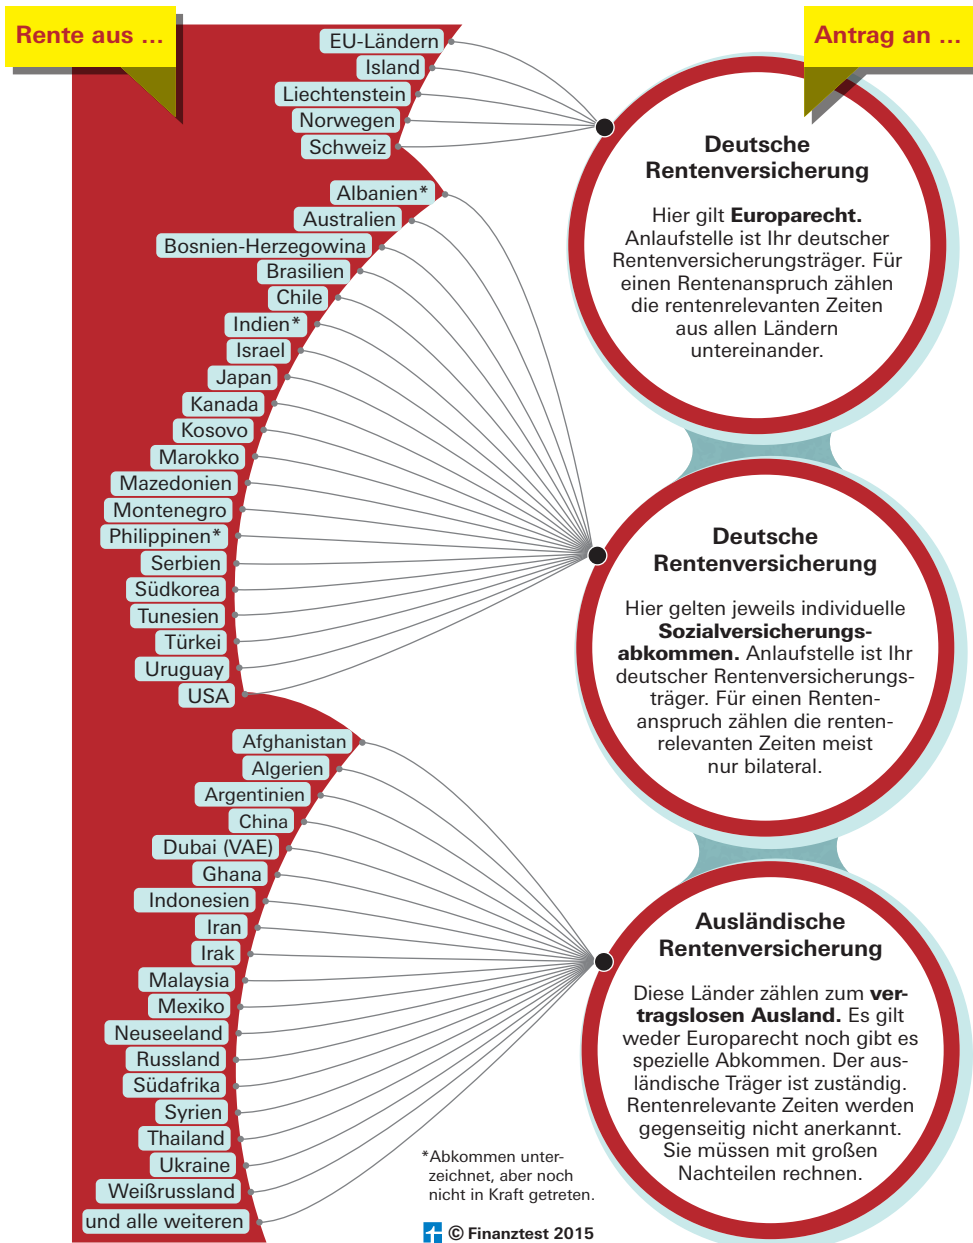 Rente aus …
Antrag an …
EU-Ländern
Island
Liechtenstein
Norwegen
Schweiz
Deutsche
Rentenversicherung
Hier gilt Europarecht.
Anlaufstelle ist Ihr deutscher
Rentenversicherungsträger. Für
einen Rentenanspruch zählen
die rentenrelevanten Zeiten
aus allen Ländern
untereinander.
Albanien*
Australien
Bosnien-Herzegowina
Brasilien
Chile
Indien*
Israel
Japan
Kanada
Kosovo
Marokko
Mazedonien
Montenegro
Philippinen*
Serbien
Südkorea
Tunesien
Türkei
Uruguay
USA
Deutsche
Rentenversicherung
Hier gelten jeweils individuelle
Sozialversicherungs-
abkommen. Anlaufstelle ist Ihr
deutscher Rentenversicherungs-
träger. Für einen Renten-
anspruch zählen die renten-
relevanten Zeiten meist
nur bilateral.
Afghanistan
Algerien
Argentinien
China
Dubai (VAE)
Ghana
Indonesien
Iran
Irak
Malaysia
Mexiko
Neuseeland
Russland
Südafrika
Syrien
Thailand
Ukraine
Weißrussland
und alle weiteren
Ausländische
Rentenversicherung
Diese Länder zählen zum ver-
tragslosen Ausland. Es gilt
weder Europarecht noch gibt es
spezielle Abkommen. Der aus-
ländische Träger ist zuständig.
Rentenrelevante Zeiten werden
gegenseitig nicht anerkannt.
Sie müssen mit großen
Nachteilen rechnen.
*Abkommen unter-
zeichnet, aber noch
nicht in Kraft getreten.
© Finanztest 2015